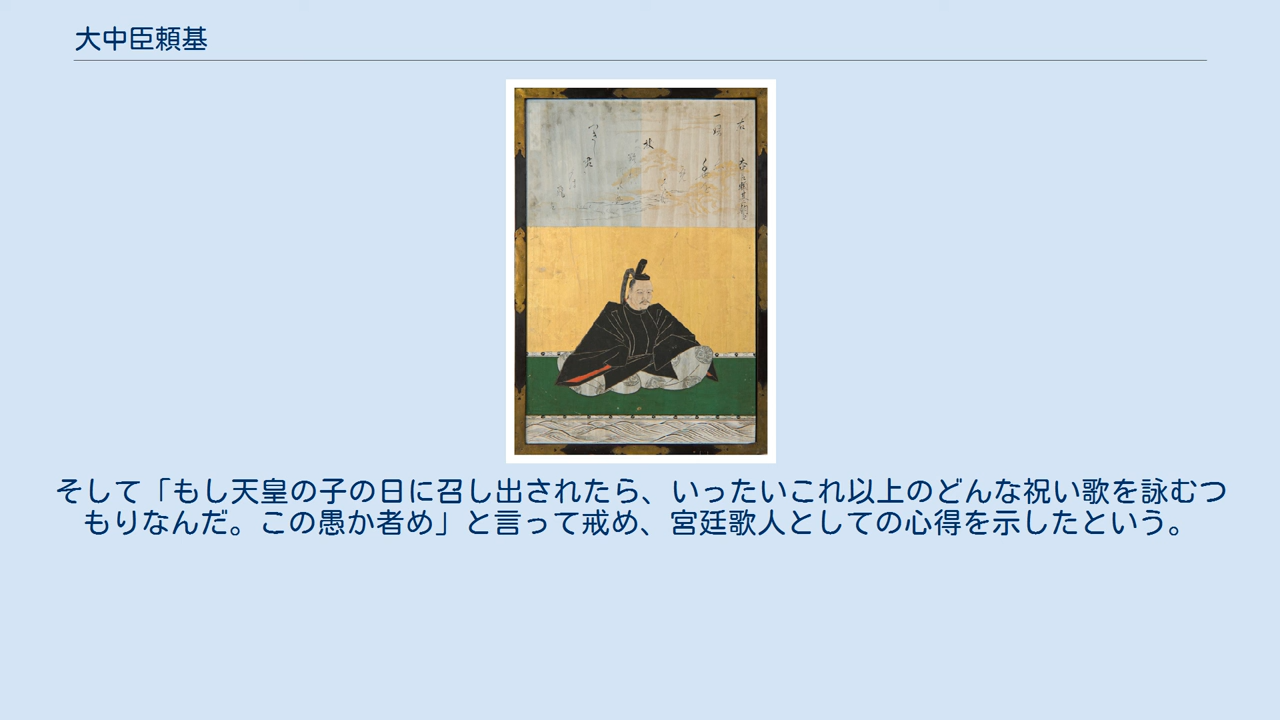 大中臣頼基
そして「もし天皇の子の日に召し出されたら、いったいこれ以上のどんな祝い歌を詠むつ
もりなんだ。この愚か者め」と言って戒め、宮廷歌人としての心得を示したという。